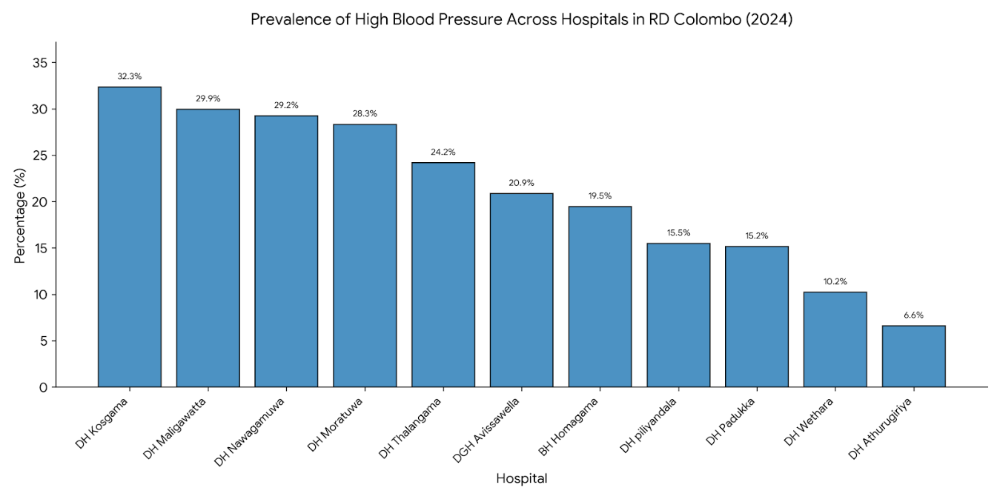 Prevalence of High Blood Pressure Across Hospitals in RD Colombo (2024)
Percentage (%)
35
30
25
20
15
10
5
0
32.3%
29.9%
29.2%
28.3%
24.2%
20.9%
19.5%
15.5%
15.2%
10.2%
6.6%
DH Kosgama
DH Maligawatta
DH Nawagamuwa
DH Moratuwa
DH Thalangama
DGH Avissawella
BH Homagama
DH piliyandala
DH Padukka
DH Wethara
DH Athurugiriya
Hospital